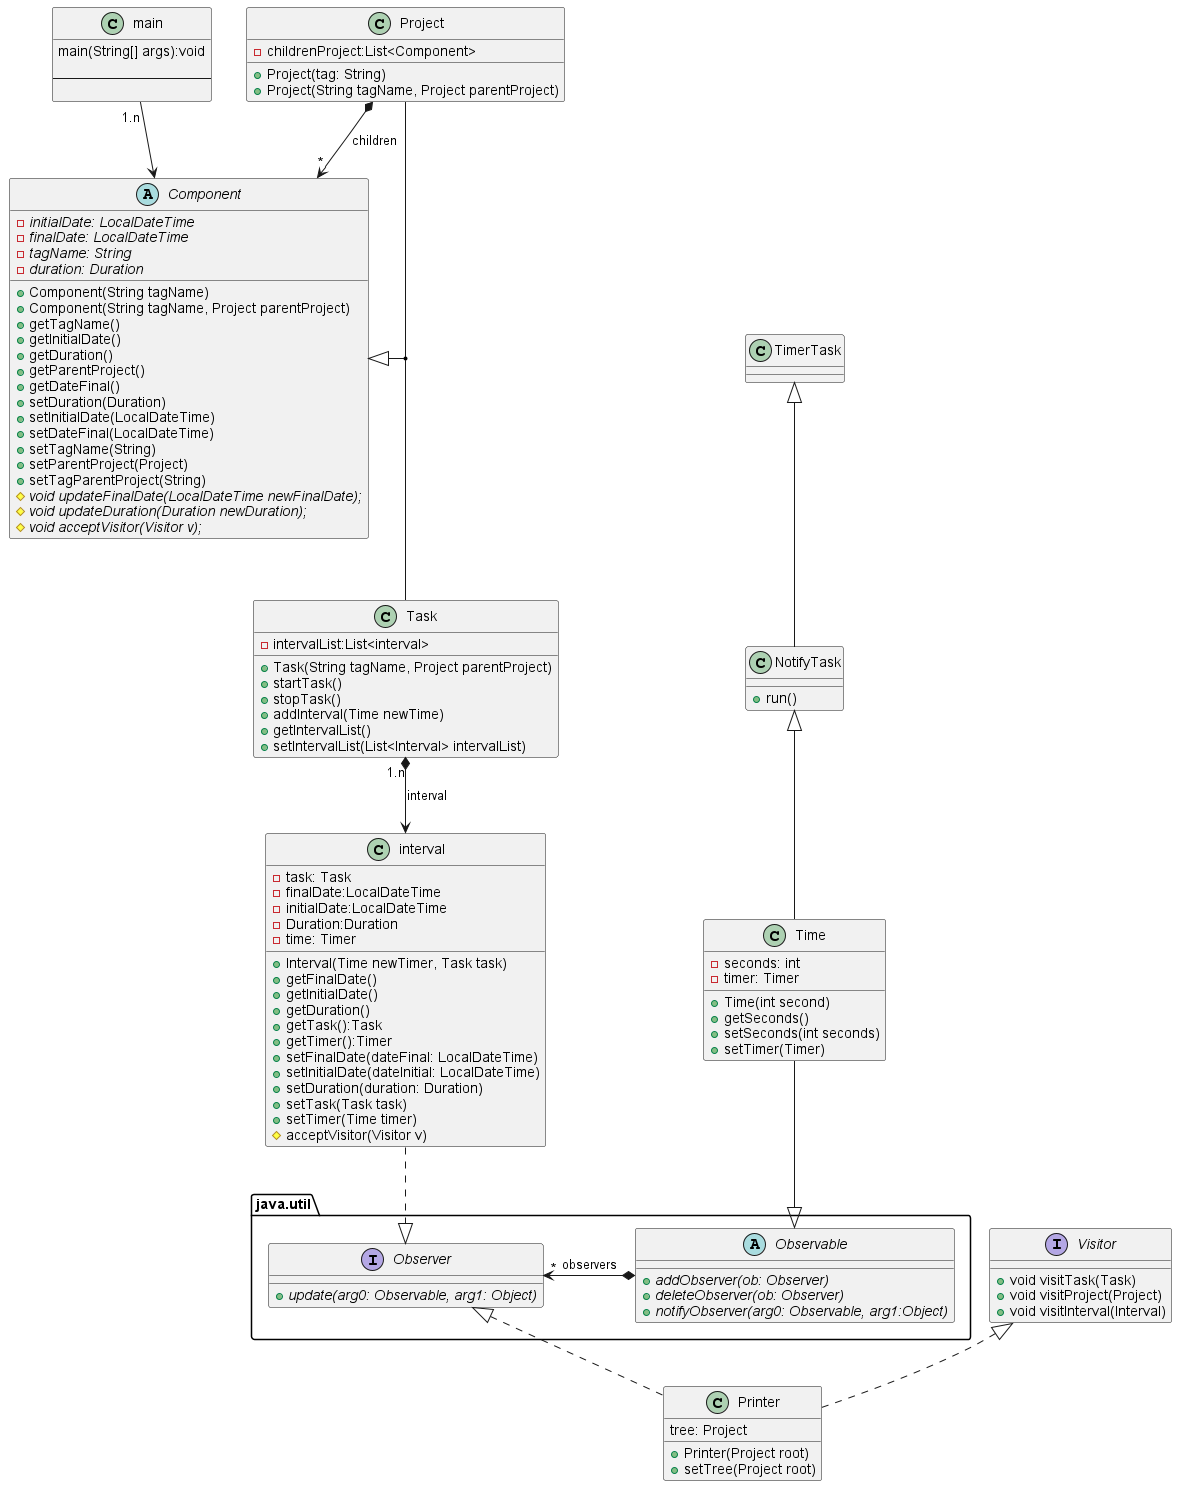 C main
main(String[] args):void
C Project
childrenProject:List<Component>
Project(tag: String)
Project(String tagName, Project parentProject)
1.n
children
*
A Component
initialDate: LocalDateTime
finalDate: LocalDateTime
tagName: String
duration: Duration
Component(String tagName)
Component(String tagName, Project parentProject)
getTagName()
getInitialDate()
getDuration()
getParentProject()
getDateFinal()
setDuration(Duration)
setInitialDate(LocalDateTime)
setDateFinal(LocalDateTime)
setTagName(String)
setParentProject(Project)
setTagParentProject(String)
void updateFinalDate(LocalDateTime newFinalDate);
void updateDuration(Duration newDuration);
void acceptVisitor(Visitor v);
C TimerTask
C Task
intervalList:List<interval>
Task(String tagName, Project parentProject)
startTask()
stopTask()
addInterval(Time newTime)
getIntervalList()
setIntervalList(List<Interval> intervalList)
C NotifyTask
run()
1.n
interval
C interval
task: Task
finalDate:LocalDateTime
initialDate:LocalDateTime
Duration:Duration
time: Timer
Interval(Time newTimer, Task task)
getFinalDate()
getInitialDate()
getDuration()
getTask():Task
getTimer():Timer
setFinalDate(dateFinal: LocalDateTime)
setInitialDate(dateInitial: LocalDateTime)
setDuration(duration: Duration)
setTask(Task task)
setTimer(Time timer)
acceptVisitor(Visitor v)
C Time
seconds: int
timer: Timer
Time(int second)
getSeconds()
setSeconds(int seconds)
setTimer(Timer)
java.util
I Observer
update(arg0: Observable, arg1: Object)
* observers
A Observable
addObserver(ob: Observer)
deleteObserver(ob: Observer)
notifyObserver(arg0: Observable, arg1:Object)
I Visitor
void visitTask(Task)
void visitProject(Project)
void visitInterval(Interval)
C Printer
tree: Project
Printer(Project root)
setTree(Project root)